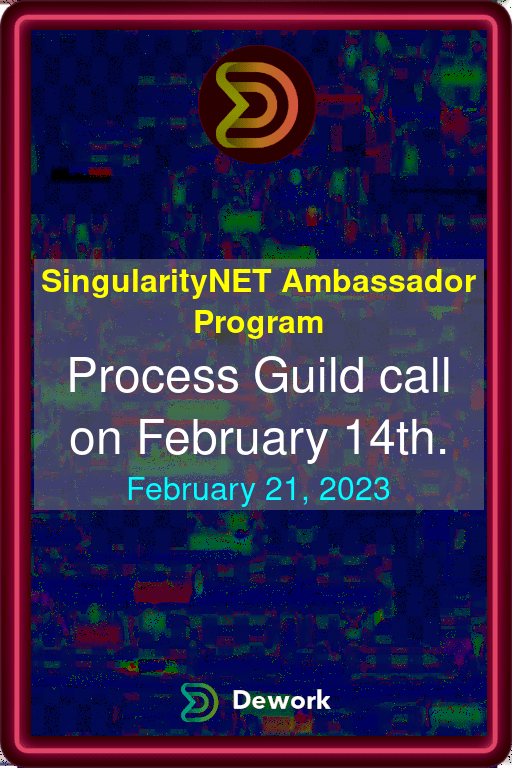 SingularityNET Ambassador
Program
Process Guild call
on February 14th.
February 21, 2023
Dework